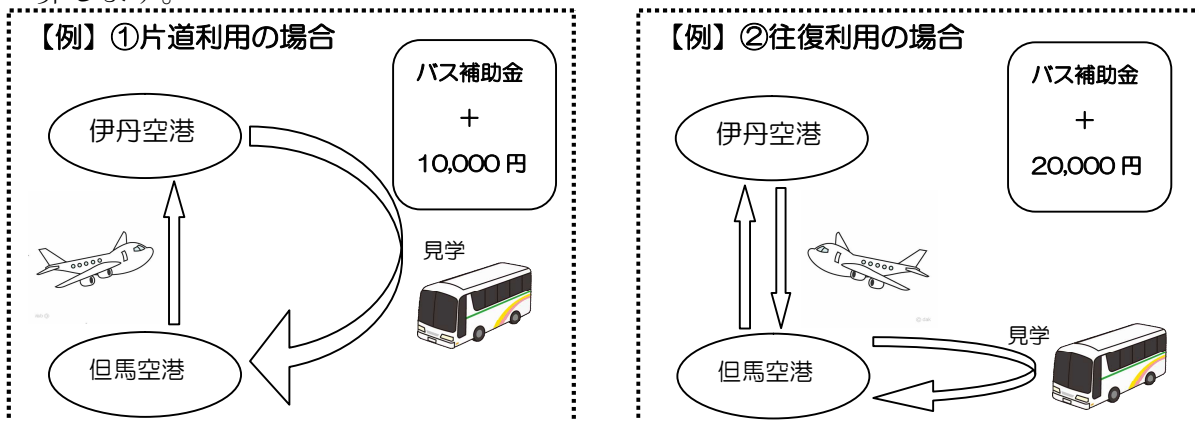 【例】①片道利用の場合
バス補助金
＋
10,000 円
伊丹空港
見学
但馬空港
【例】②往復利用の場合
バス補助金
＋
20,000 円
伊丹空港
見学
但馬空港